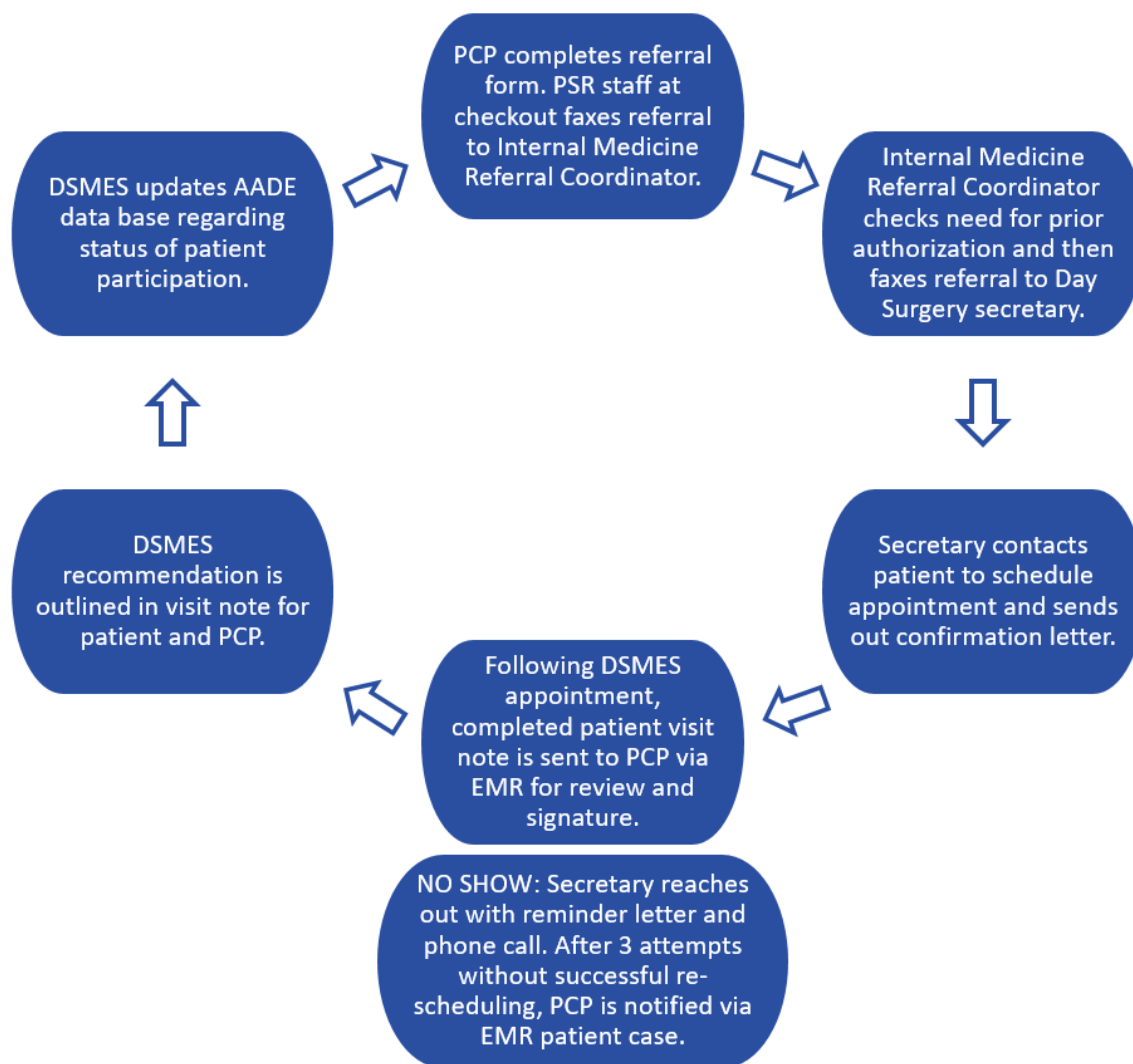 PCP completes referral
form. PSR staff at
checkout faxes referral
to Internal Medicine
Referral Coordinator.
Internal Medicine
Referral Coordinator
checks need for prior
authorization and then
faxes referral to Day
Surgery secretary.
Secretary contacts
patient to schedule
appointment and sends
out confirmation letter.
Following DSMES
appointment,
completed patient visit
note is sent to PCP via
EMR for review and
signature.
NO SHOW: Secretary reaches
out with reminder letter and
phone call. After 3 attempts
without successful re-
scheduling, PCP is notified via
EMR patient case.
DSMES
recommendation is
outlined in visit note for
patient and PCP.
DSMES updates AADE
data base regarding
status of patient
participation.